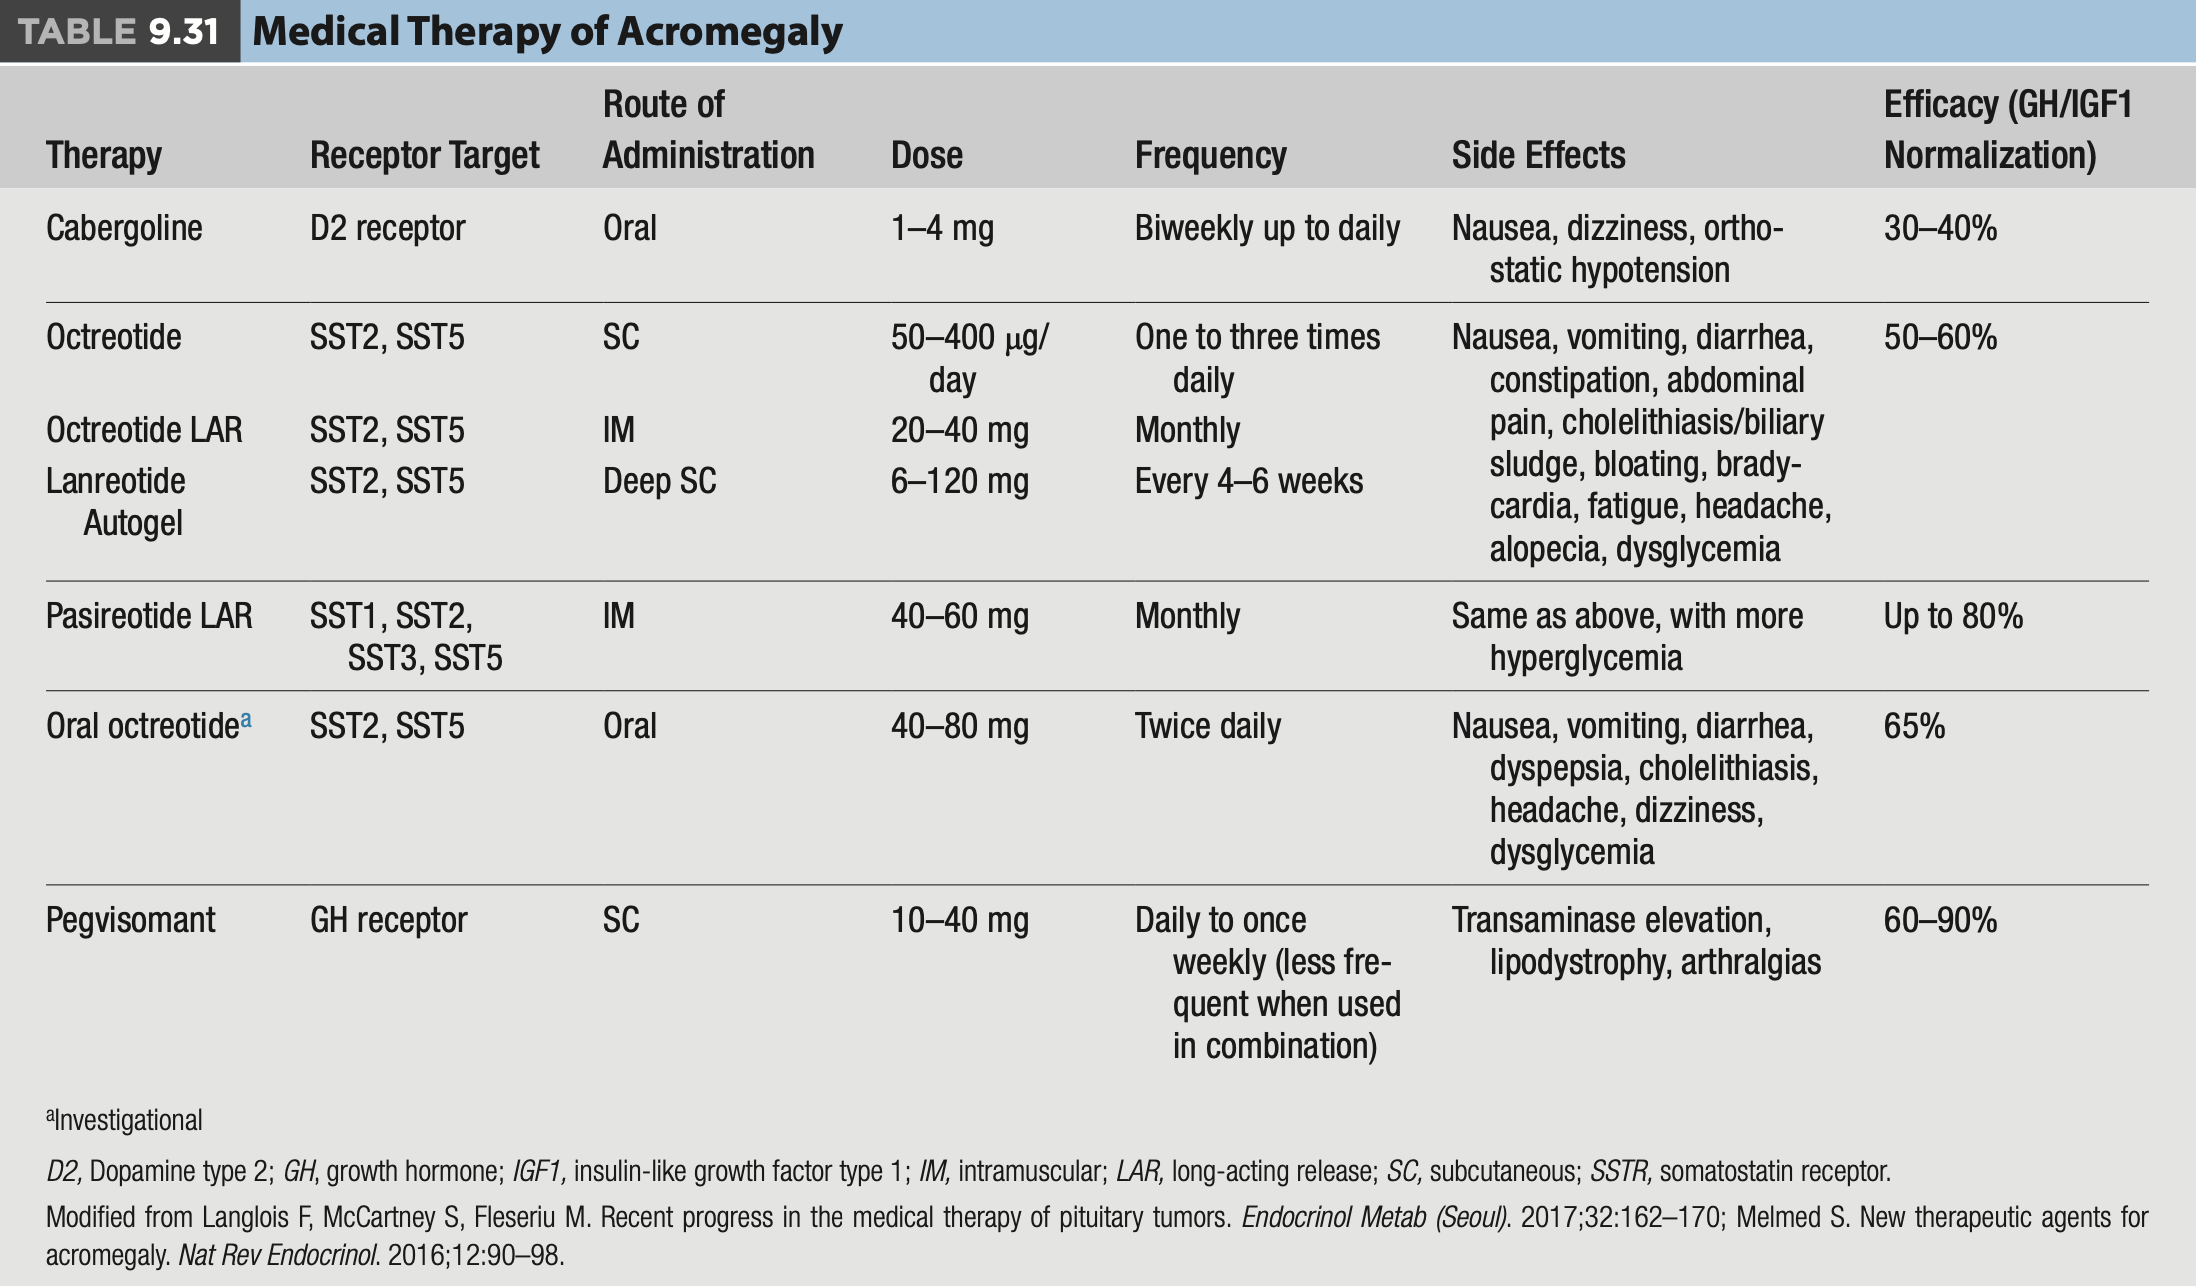 TABLE 9.31 Medical Therapy of Acromegaly
Therapy Receptor Target Route of Administration Dose Frequency Side Effects Efficacy (GH/IGF1 Normalization)
Cabergoline D2 receptor Oral 1–4 mg Biweekly up to daily Nausea, dizziness, ortho-
static hypotension 30–40%
Octreotide SST2, SST5 SC 50–400 μg/
day One to three times
daily Nausea, vomiting, diarrhea,
constipation, abdominal
pain, cholelithiasis/biliary
sludge, bloating, brady-
cardia, fatigue, headache,
alopecia, dysglycemia 50–60%
Octreotide LAR SST2, SST5 IM 20–40 mg Monthly
Lanreotide
Autogel SST2, SST5 Deep SC 6–120 mg Every 4–6 weeks
Pasireotide LAR SST1, SST2,
SST3, SST5 IM 40–60 mg Monthly Same as above, with more
hyperglycemia Up to 80%
Oral octreotideᵃ SST2, SST5 Oral 40–80 mg Twice daily Nausea, vomiting, diarrhea,
dyspepsia, cholelithiasis,
headache, dizziness,
dysglycemia 65%
Pegvisomant GH receptor SC 10–40 mg Daily to once
weekly (less fre-
quent when used
in combination) Transaminase elevation,
lipodystrophy, arthralgias 60–90%
ᵃInvestigational
D2, Dopamine type 2; GH, growth hormone; IGF1, insulin-like growth factor type 1; IM, intramuscular; LAR, long-acting release; SC, subcutaneous; SSTR, somatostatin receptor.
Modified from Langlois F, McCartney S, Fleseriu M. Recent progress in the medical therapy of pituitary tumors. Endocrinol Metab (Seoul). 2017;32:162–170; Melmed S. New therapeutic agents for
acromegaly. Nat Rev Endocrinol. 2016;12:90–98.